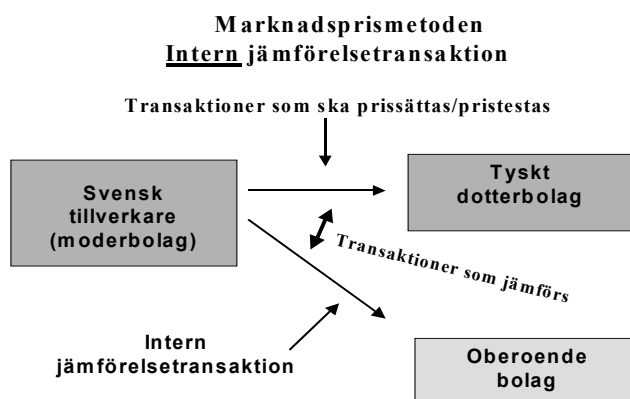 Marknadsprismetoden
Intern jämförelsetransaktion
Transaktioner som ska prissättas/pristestas
Svensk
tillverkare
(moderbolag)
Tyskt
dotterbolag
Transaktioner som jämförs
Intern
jämförelsetransaktion
Oberoende
bolag